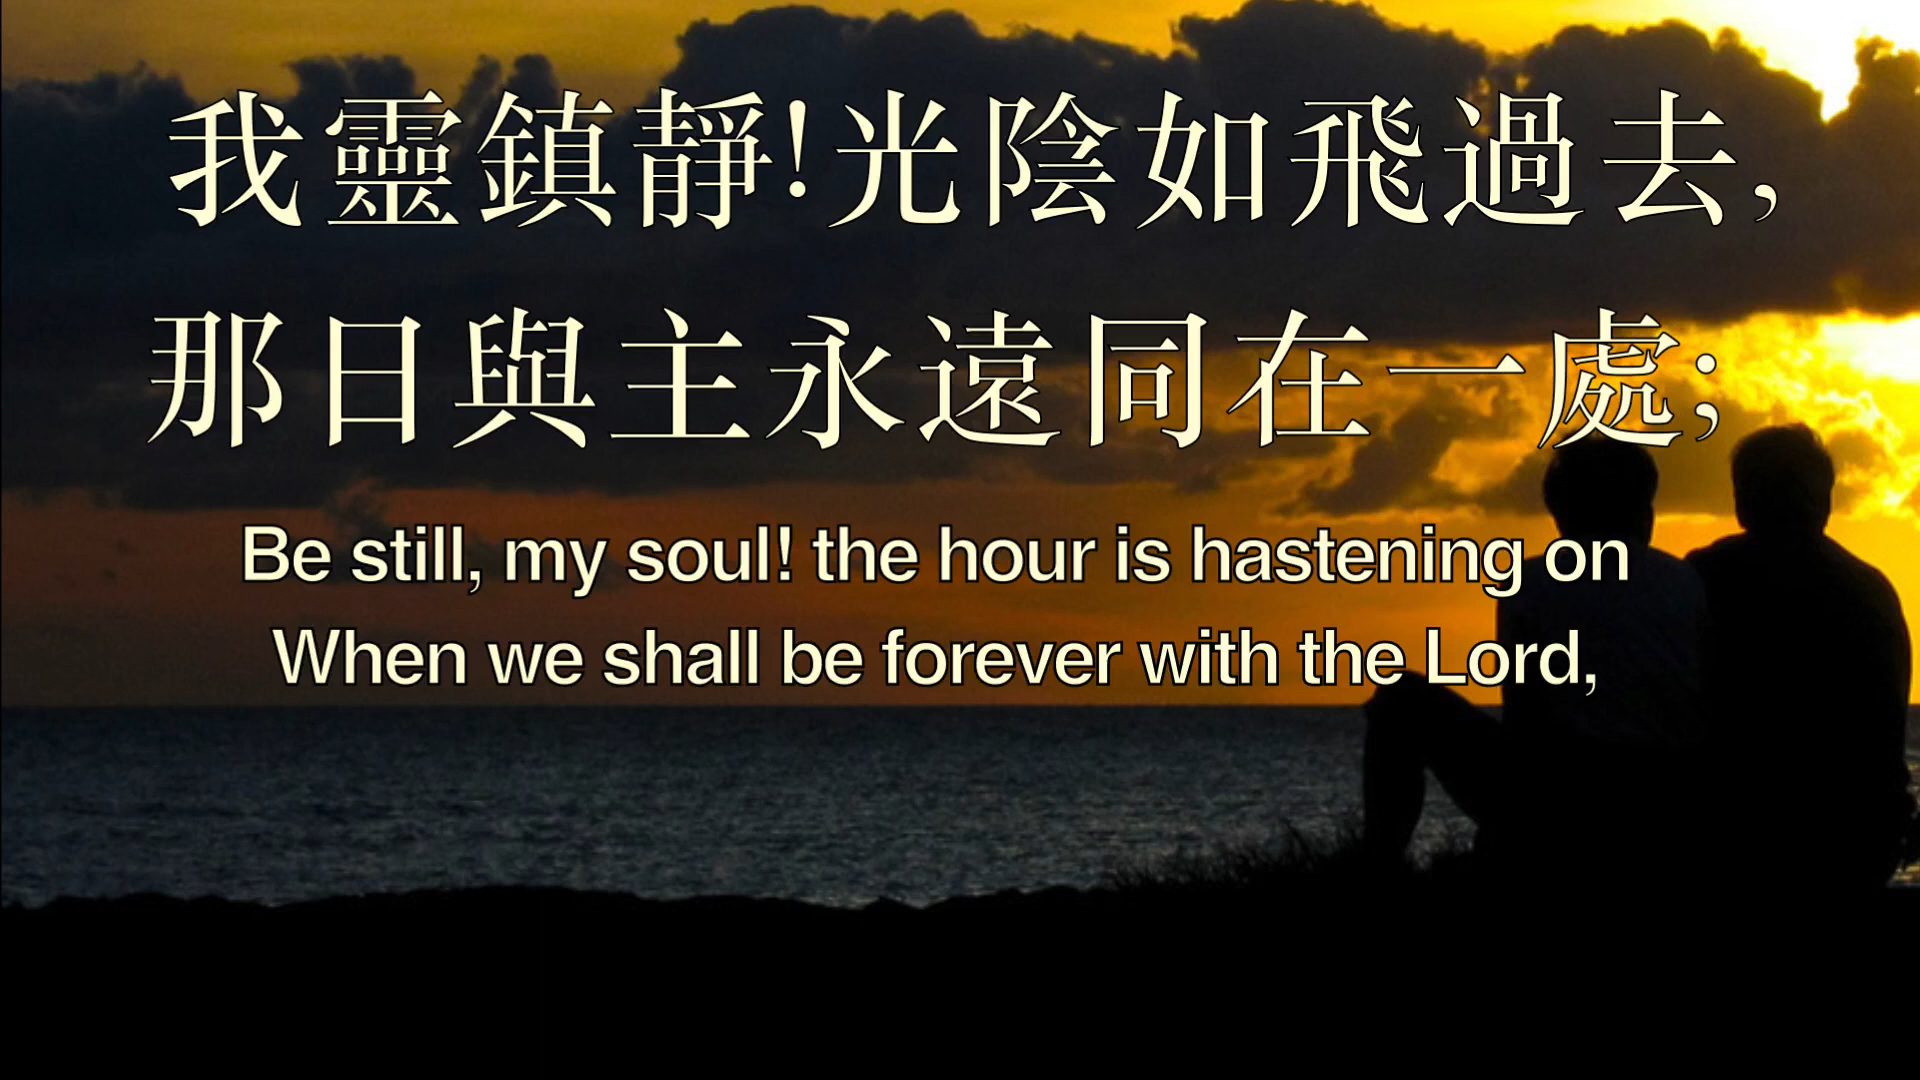 我靈鎮靜!光陰如飛過去,
那日與主永遠同在一處;
Be still, my soul! the hour is hastening on
When we shall be forever with the Lord,